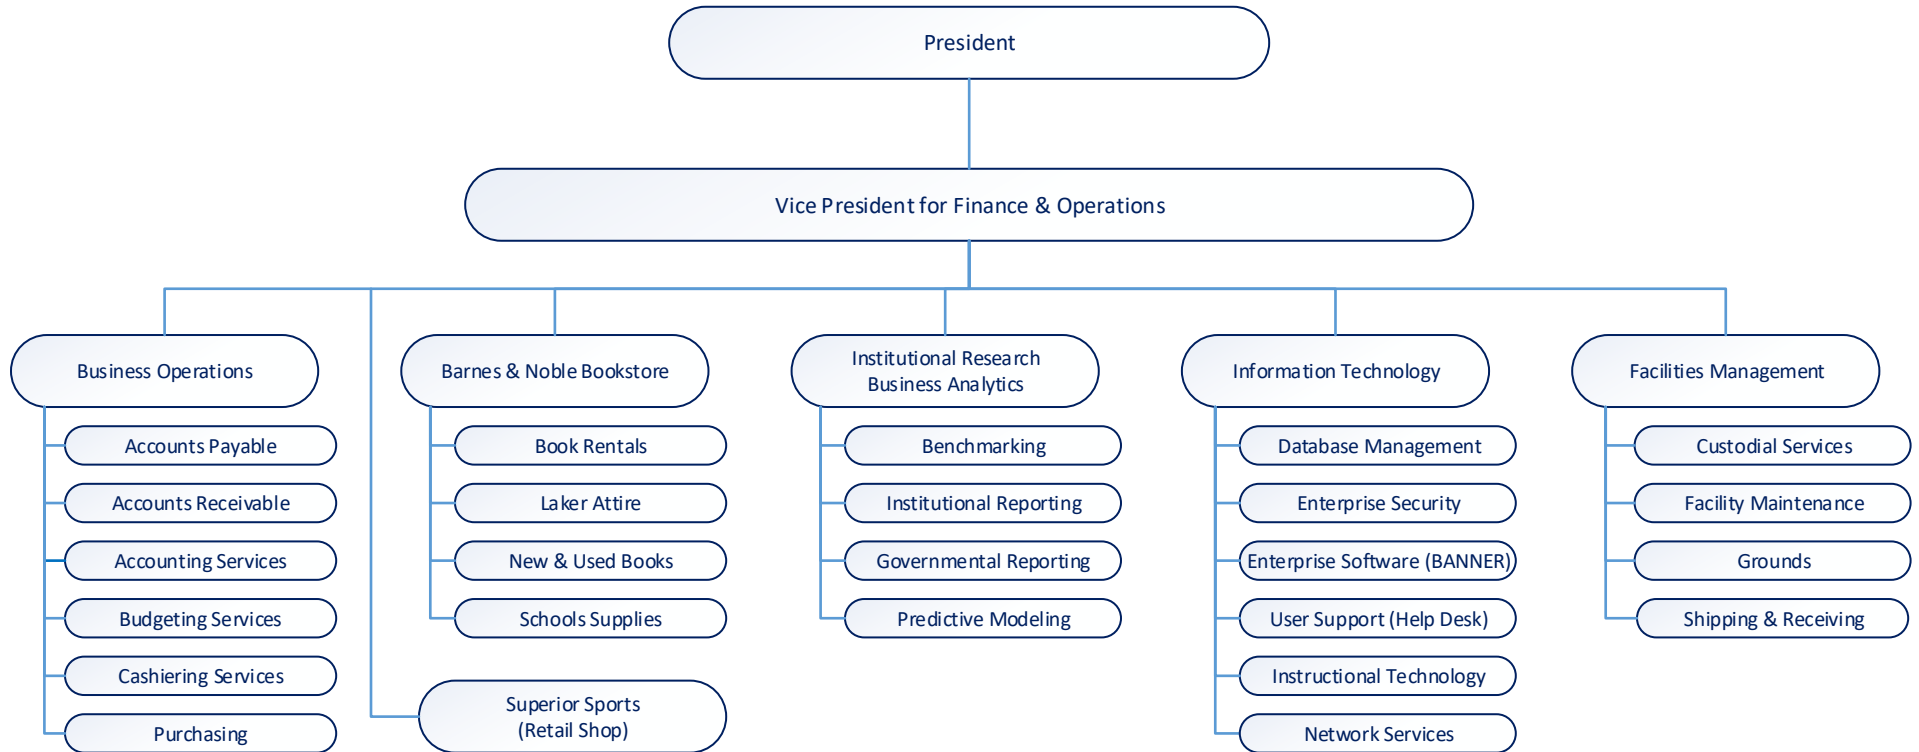 President
Vice President for Finance & Operations
Business Operations
Accounts Payable
Accounts Receivable
Accounting Services
Budgeting Services
Cashiering Services
Purchasing
Barnes & Noble Bookstore
Book Rentals
Laker Attire
New & Used Books
Schools Supplies
Superior Sports
(Retail Shop)
Institutional Research
Business Analytics
Benchmarking
Institutional Reporting
Governmental Reporting
Predictive Modeling
Information Technology
Database Management
Enterprise Security
Enterprise Software (BANNER)
User Support (Help Desk)
Instructional Technology
Network Services
Facilities Management
Custodial Services
Facility Maintenance
Grounds
Shipping & Receiving